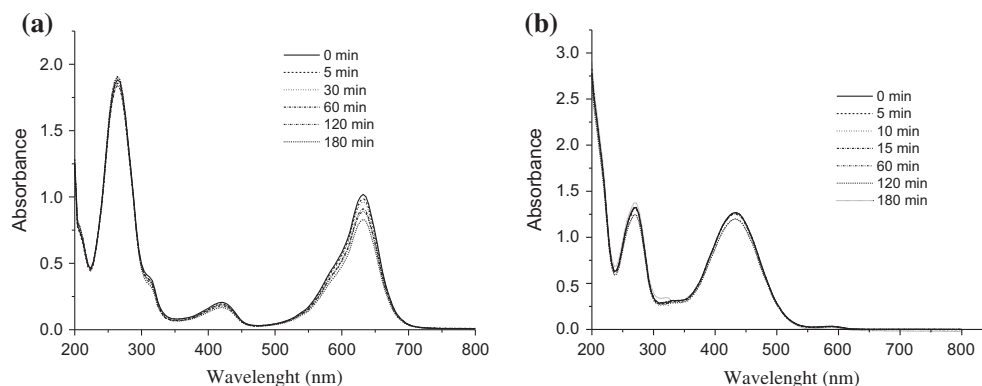 (a)
2.0
1.5
1.0
0.5
0.0
Absorbance
0 min
5 min
30 min
60 min
120 min
180 min
200 300 400 500 600 700 800
Wavelenght (nm)
(b)
3.0
2.5
2.0
1.5
1.0
0.5
0.0
Absorbance
0 min
5 min
10 min
15 min
60 min
120 min
180 min
200 300 400 500 600 700 800
Wavelenght (nm)